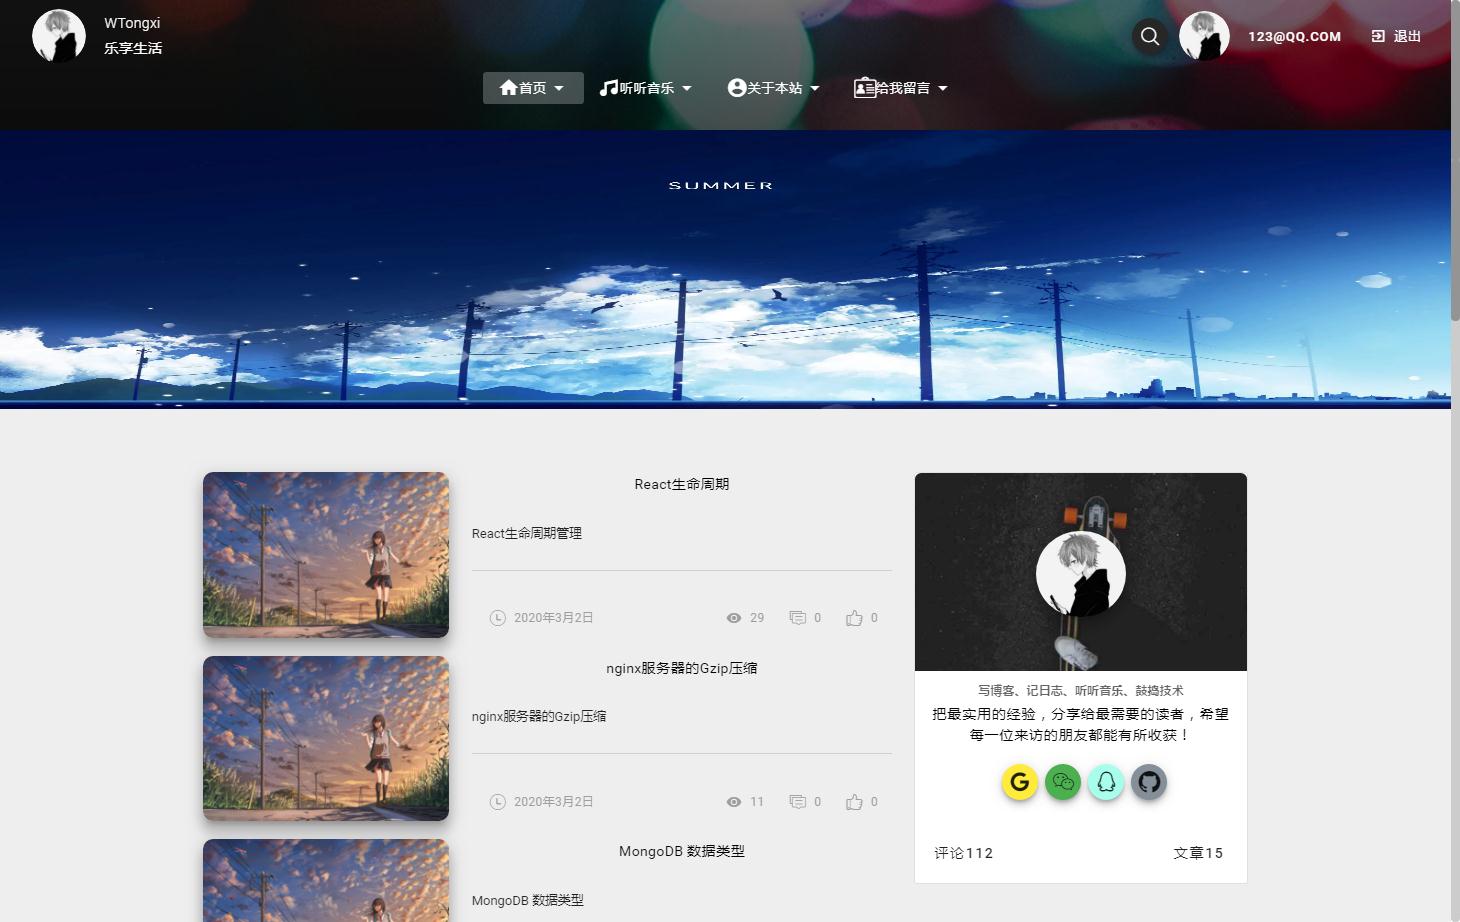 WTongxi
乐享生活
123@QQ.COM
退出
首页
听听音乐
关于本站
给我留言
SUMMER
React生命周期
React生命周期管理
2020年3月2日
29
0
0
nginx服务器的Gzip压缩
nginx服务器的Gzip压缩
2020年3月2日
11
0
0
MongoDB 数据类型
MongoDB 数据类型
写博客、记日志、听听音乐、鼓捣技术
把最实用的经验，分享给最需要的读者，希望
每一位来访的朋友都能有所收获！
评论112
文章15